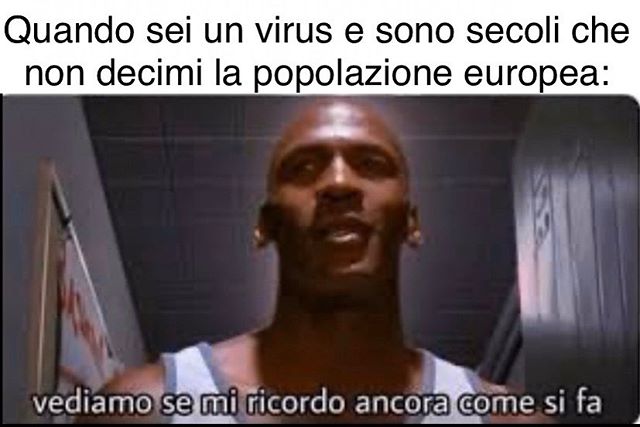 Quando sei un virus e sono secoli che
non decimi la popolazione europea:
vediamo se mi ricordo ancora come si fa